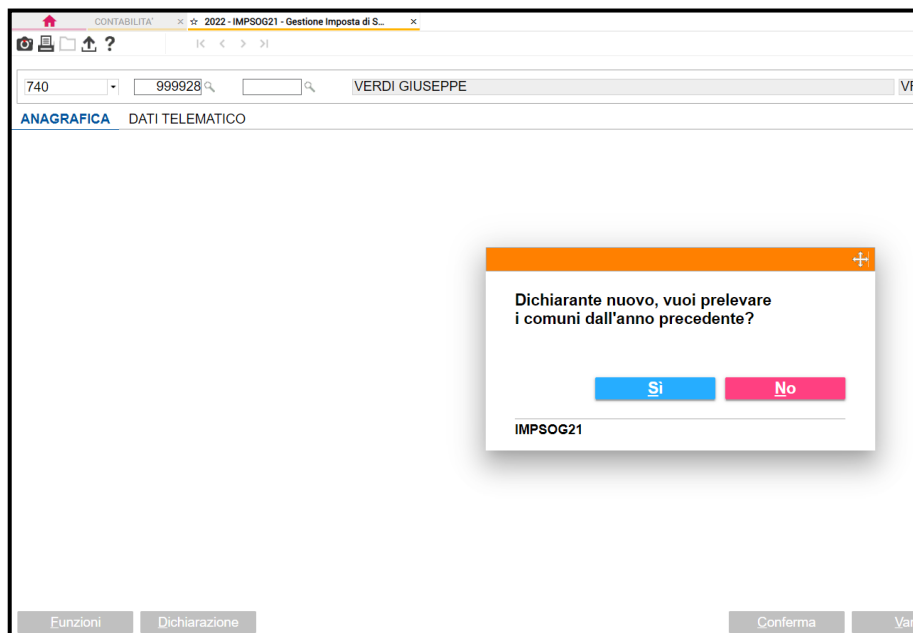 CONTABILITA' × ☆ 2022 - IMPSOG21 - Gestione Imposta di S... ×
?
740 999928 VERDI GIUSEPPE
ANAGRAFICA DATI TELEMATICO
Dichiarante nuovo, vuoi prelevare
i comuni dall'anno precedente?
Sì No
IMPSOG21
Funzioni Dichiarazione Conferma